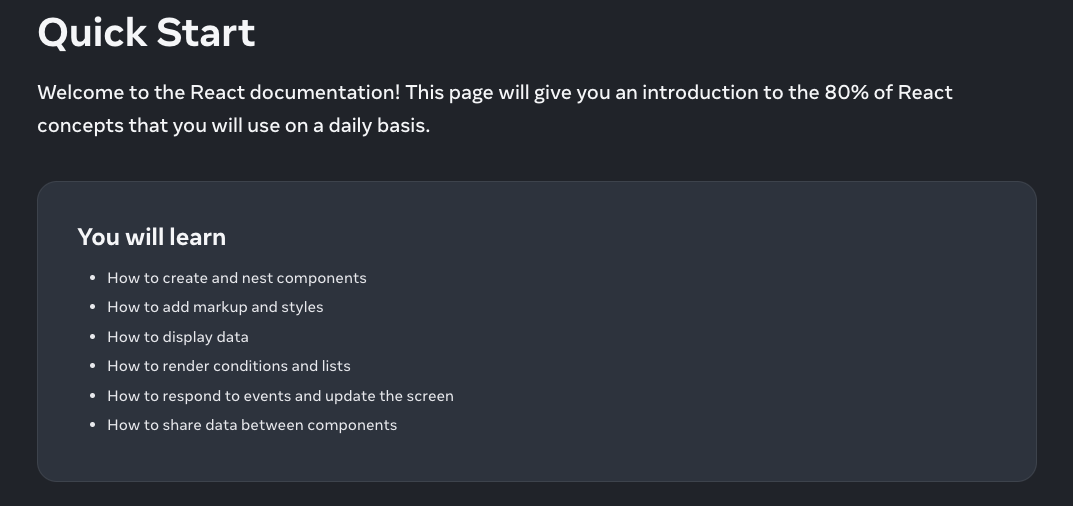 Quick Start
Welcome to the React documentation! This page will give you an introduction to the 80% of React
concepts that you will use on a daily basis.
You will learn
• How to create and nest components
• How to add markup and styles
• How to display data
• How to render conditions and lists
• How to respond to events and update the screen
• How to share data between components